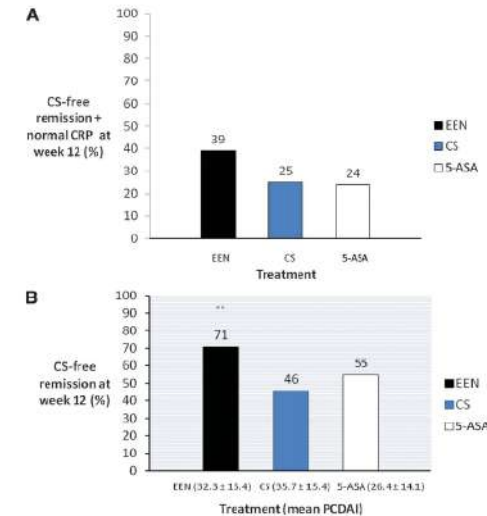 A
100
90
80
70
60
50
40
30
20
10
0
CS-free
remission +
normal CRP at
week 12 (%)
39
25
24
EEN
CS
5-ASA
EEN
CS
5-ASA
Treatment
B
100
90
80
70
60
50
40
30
20
10
0
CS-free
remission at
week 12 (%)
71
46
55
EEN
CS
5-ASA
EEN (32.3 ± 15.4) CS (35.7 ± 15.4) 5-ASA (26.4 ± 14.1)
Treatment (mean PCDAI)